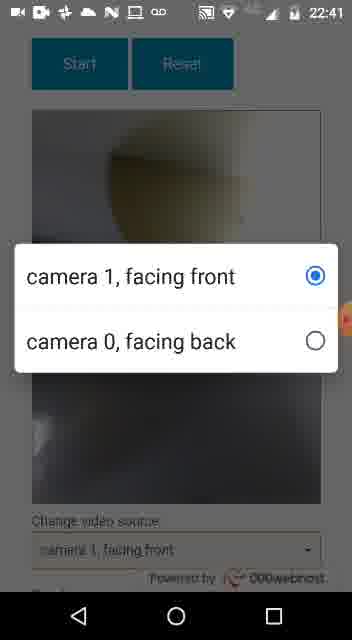 22:41
Start
Reset
camera 1, facing front
camera 0, facing back
Change video source:
camera 1, facing front
Powered by 000webhost